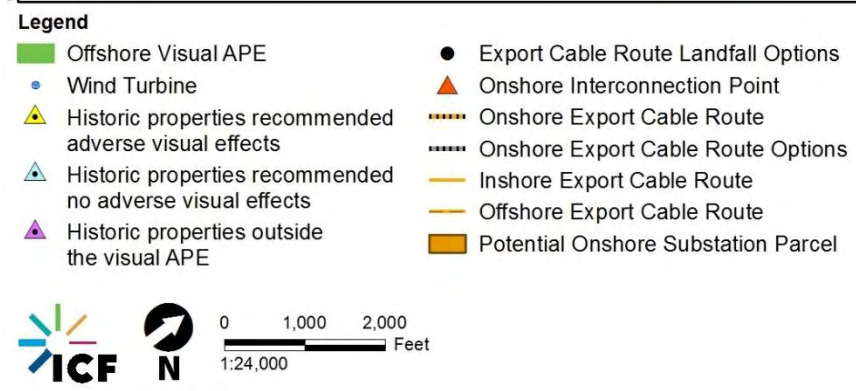 Legend
Offshore Visual APE
Wind Turbine
Historic properties recommended
adverse visual effects
Historic properties recommended
no adverse visual effects
Historic properties outside
the visual APE
Export Cable Route Landfall Options
Onshore Interconnection Point
Onshore Export Cable Route
Onshore Export Cable Route Options
Inshore Export Cable Route
Offshore Export Cable Route
Potential Onshore Substation Parcel
ICF
N
0 1,000 2,000
Feet
1:24,000